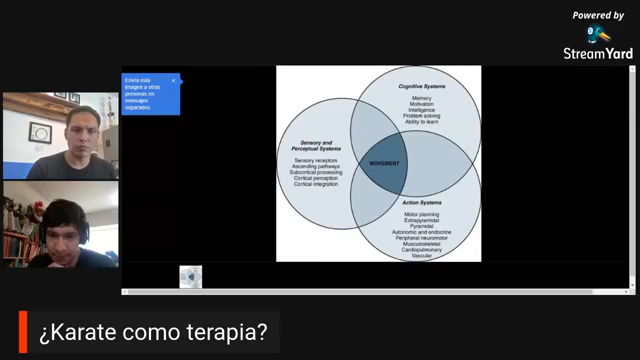 Powered by
StreamYard
Envía esta
imagen a otras
personas en
mensajes
separados.
Cognitive Systems
Memory
Motivation
Intelligence
Problem solving
Ability to learn
Sensory and
Perceptual Systems
Sensory receptors
Ascending pathways
Subcortical processing
Cortical perception
Cortical integration
MOVEMENT
Action Systems
Motor planning
Extrapyramidal
Pyramidal
Autonomic and endocrine
Peripheral neuromotor
Musculoskeletal
Cardiopulmonary
Vascular
¿Karate como terapia?